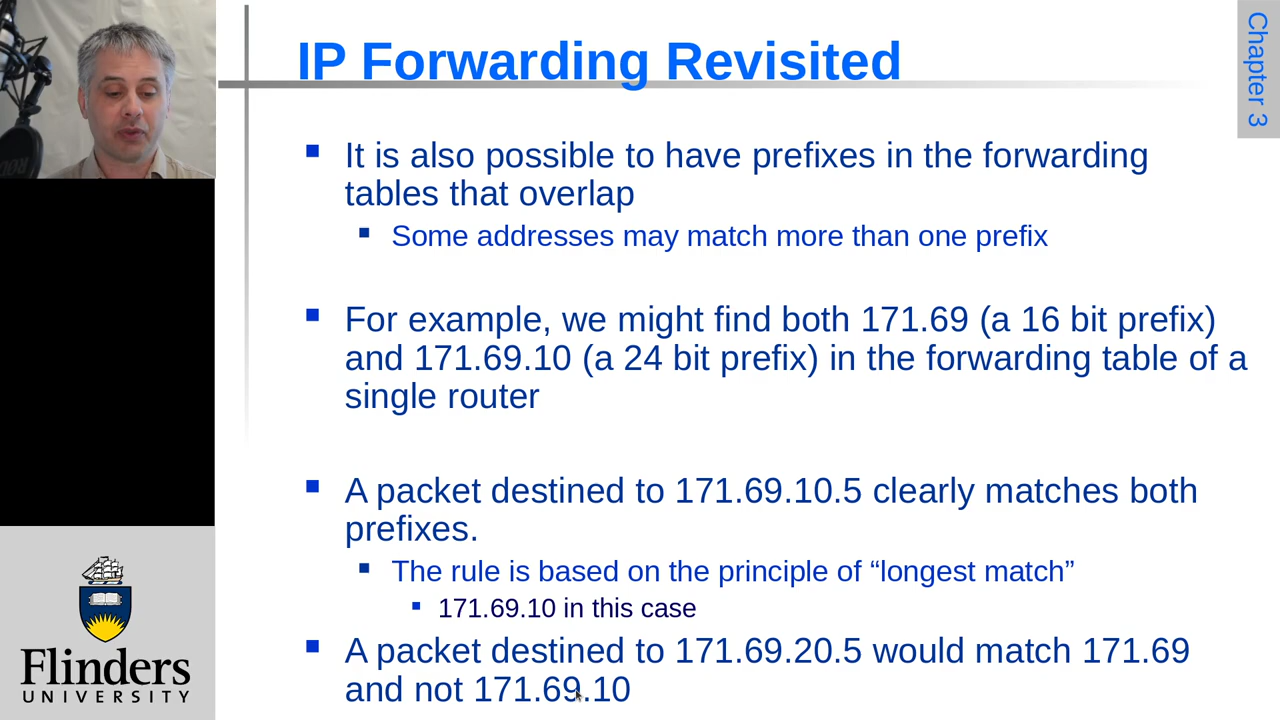 IP Forwarding Revisited
Chapter 3
It is also possible to have prefixes in the forwarding
tables that overlap
Some addresses may match more than one prefix
For example, we might find both 171.69 (a 16 bit prefix)
and 171.69.10 (a 24 bit prefix) in the forwarding table of a
single router
A packet destined to 171.69.10.5 clearly matches both
prefixes.
The rule is based on the principle of “longest match”
171.69.10 in this case
A packet destined to 171.69.20.5 would match 171.69
and not 171.69.10
Flinders
UNIVERSITY